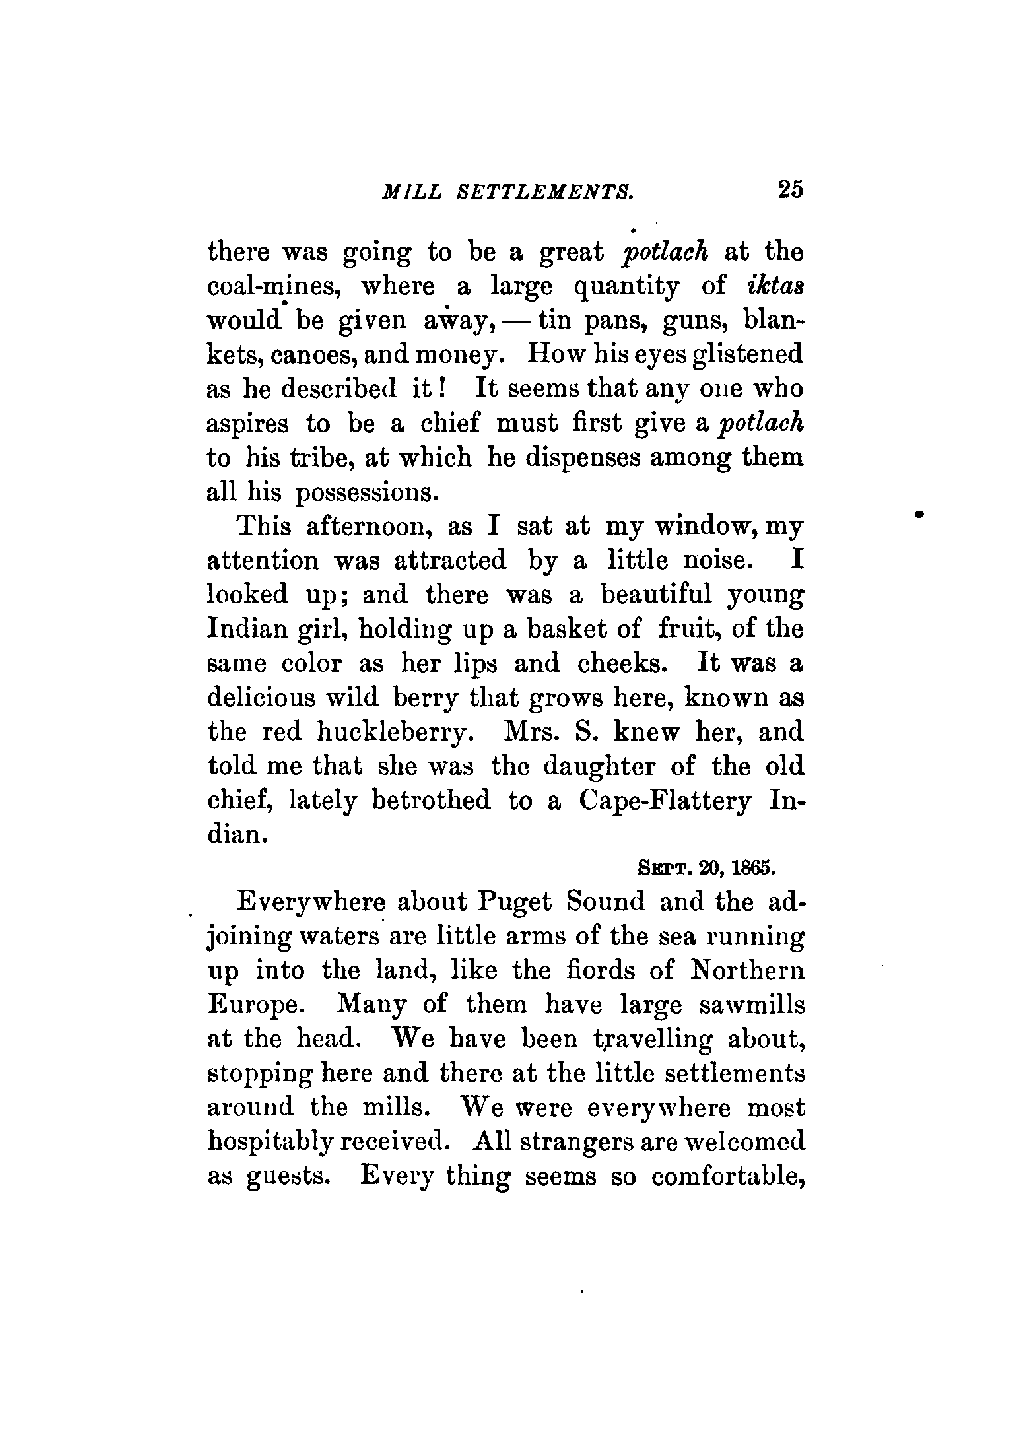 MILL SETTLEMENTS. 25
there was going to be a great potlach at the
coal-mines, where a large quantity of iktas
would be given away,— tin pans, guns, blan-
kets, canoes, and money. How his eyes glistened
as he described it! It seems that any one who
aspires to be a chief must first give a potlach
to his tribe, at which he dispenses among them
all his possessions.
This afternoon, as I sat at my window, my
attention was attracted by a little noise. I
looked up; and there was a beautiful young
Indian girl, holding up a basket of fruit, of the
same color as her lips and cheeks. It was a
delicious wild berry that grows here, known as
the red huckleberry. Mrs. S. knew her, and
told me that she was the daughter of the old
chief, lately betrothed to a Cape-Flattery In-
dian.
SEPT. 20, 1865.
Everywhere about Puget Sound and the ad-
joining waters are little arms of the sea running
up into the land, like the fiords of Northern
Europe. Many of them have large sawmills
at the head. We have been travelling about,
stopping here and there at the little settlements
around the mills. We were everywhere most
hospitably received. All strangers are welcomed
as guests. Every thing seems so comfortable,